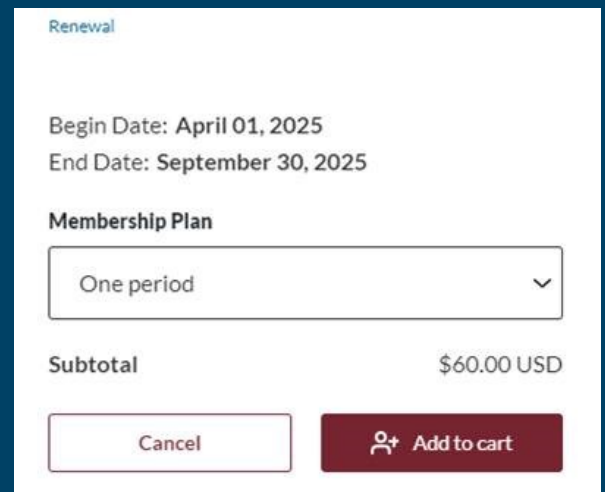 Renewal
Begin Date: April 01, 2025
End Date: September 30, 2025
Membership Plan
One period
Subtotal $60.00 USD
Cancel Add to cart